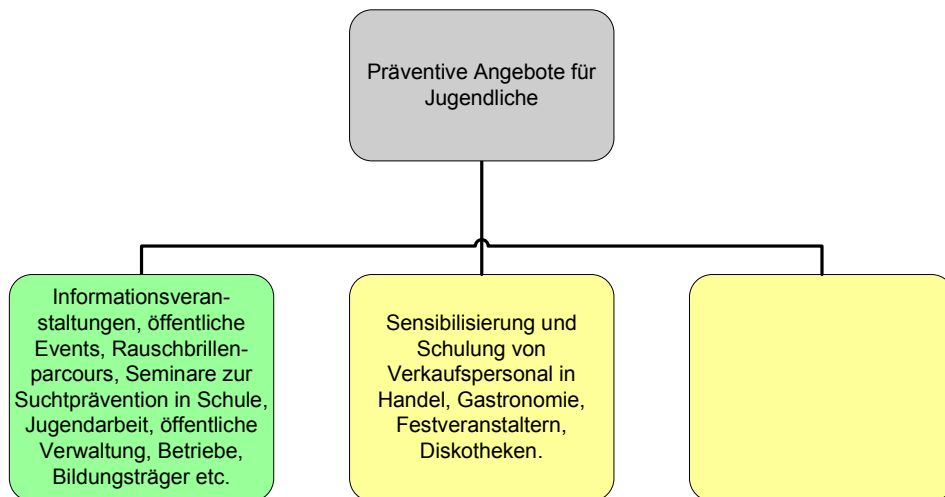 Präventive Angebote für
Jugendliche
Informationsveran-
staltungen, öffentliche
Events, Rauschbrillen-
parcours, Seminare zur
Suchtprävention in Schule,
Jugendarbeit, öffentliche
Verwaltung, Betriebe,
Bildungsträger etc.
Sensibilisierung und
Schulung von
Verkaufspersonal in
Handel, Gastronomie,
Festveranstaltern,
Diskotheken.